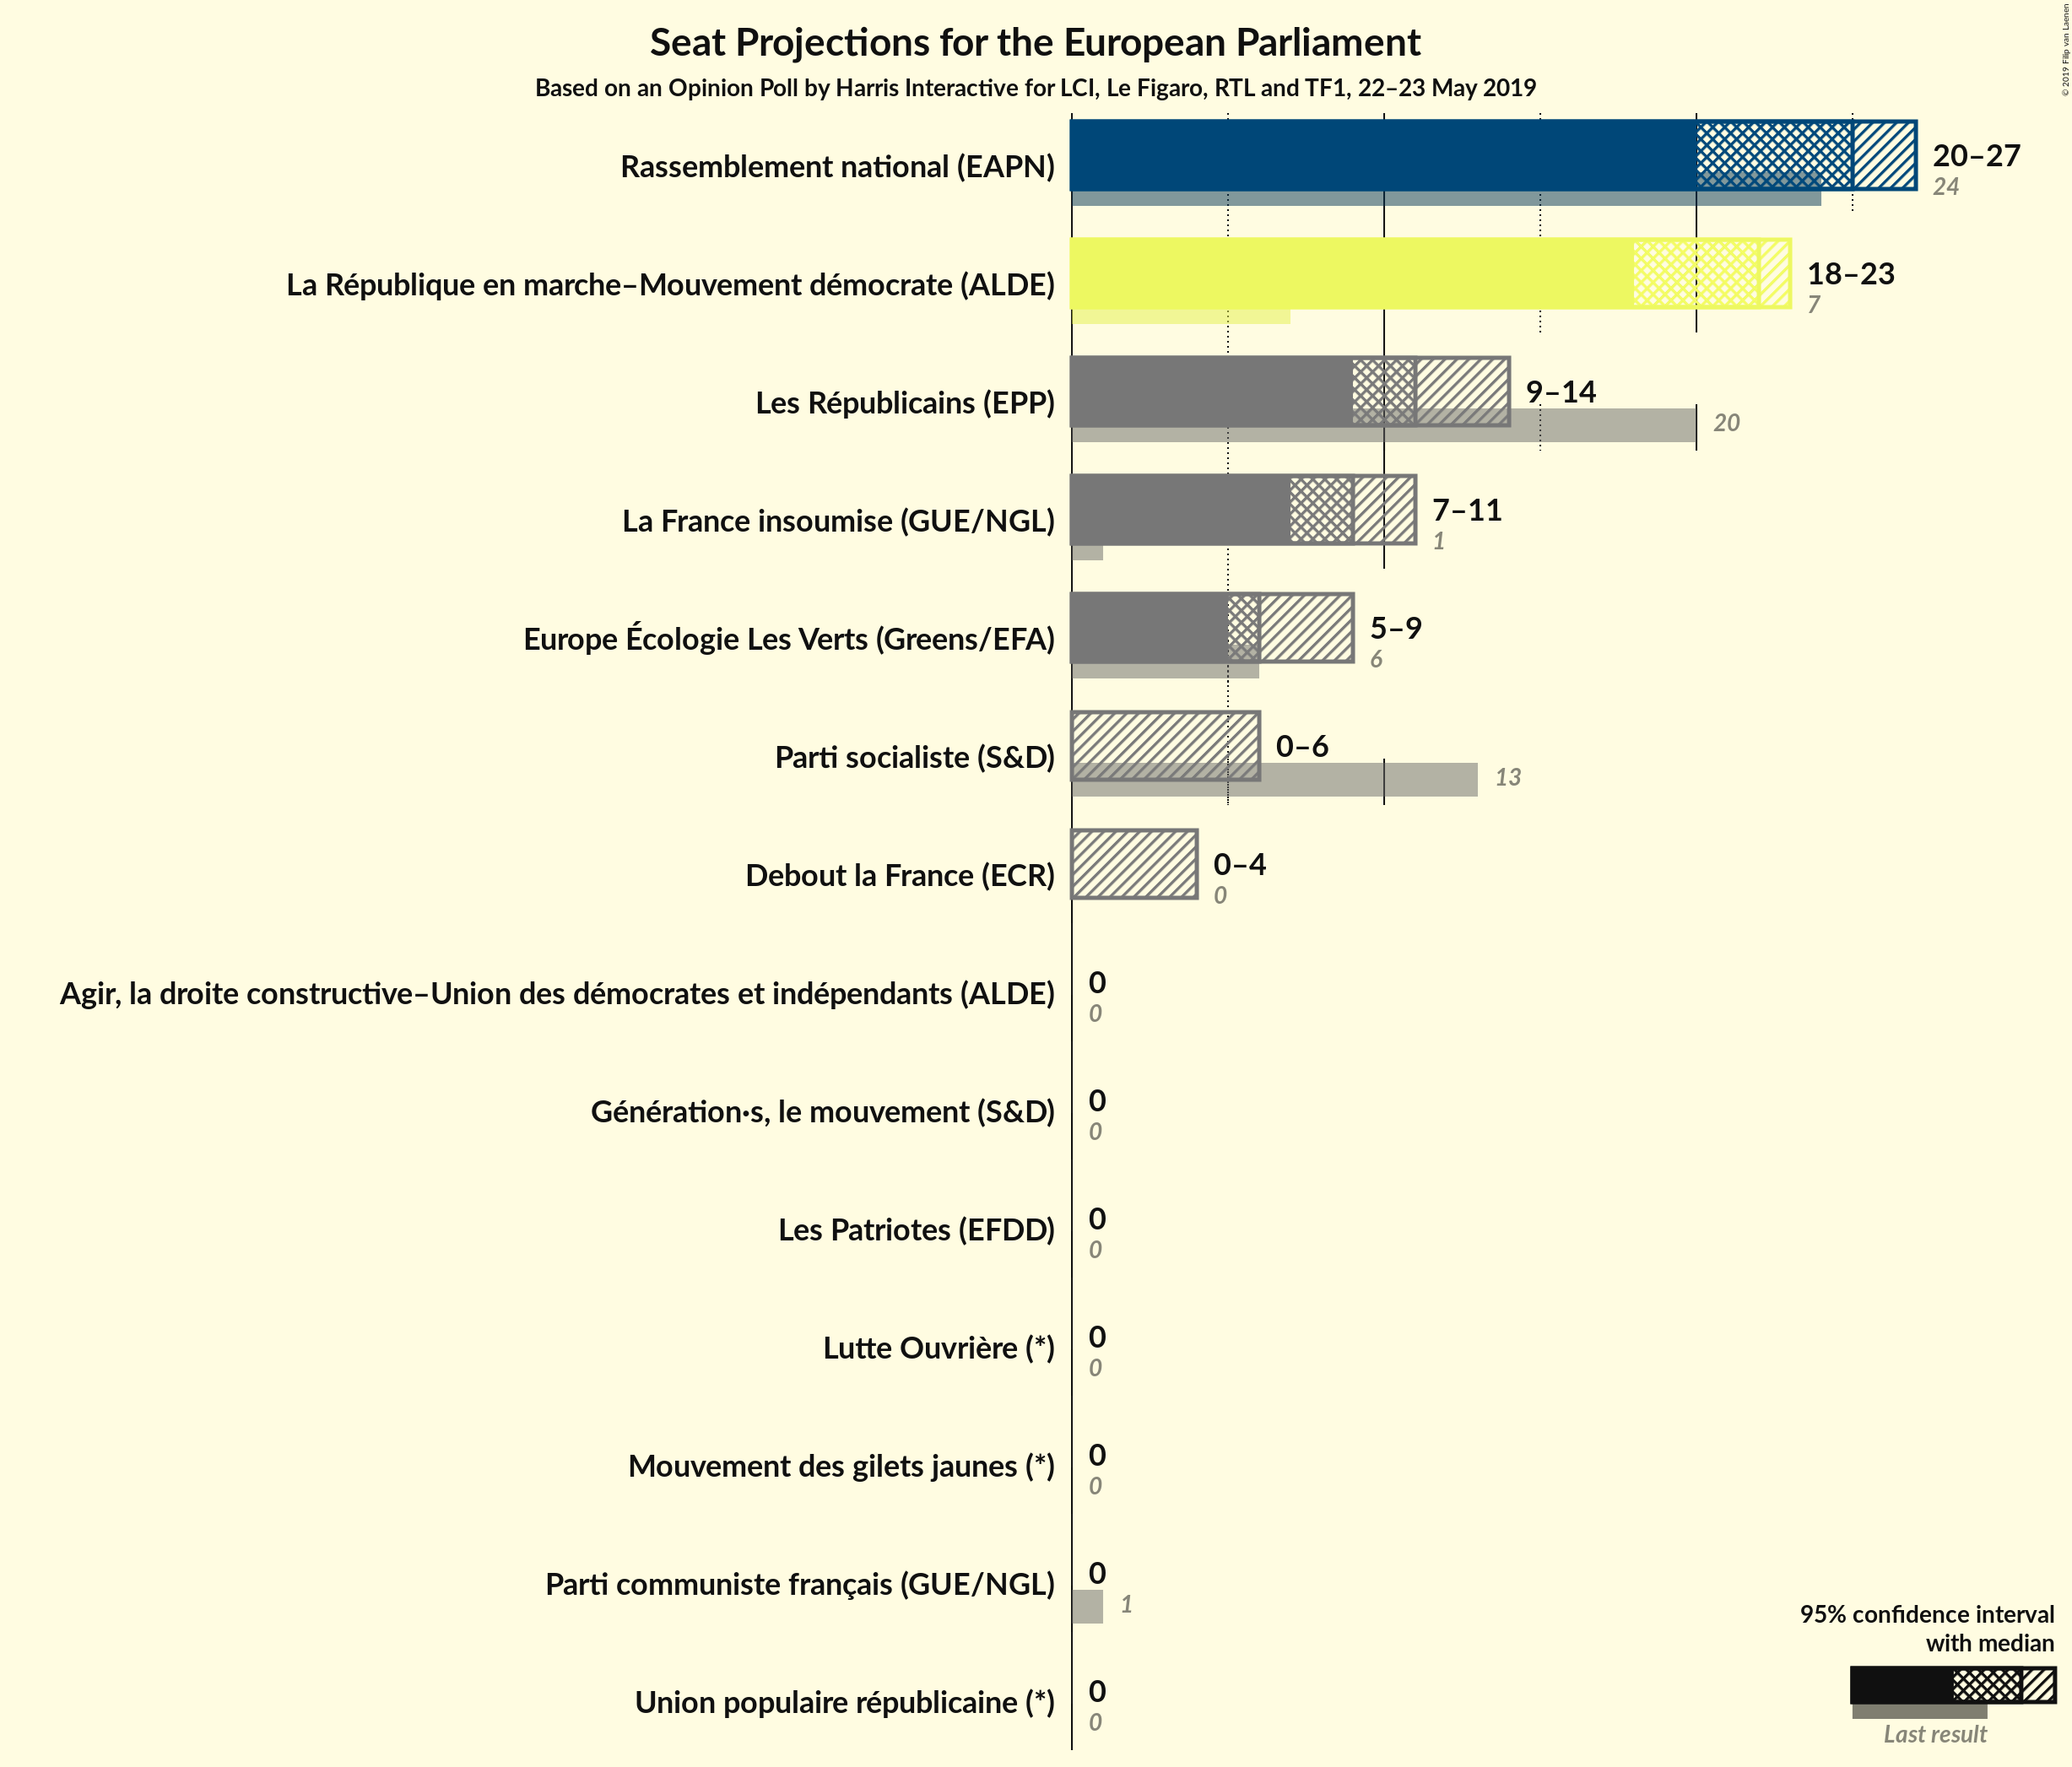 Seat Projections for the European Parliament
Based on an Opinion Poll by Harris Interactive for LCI, Le Figaro, RTL and TF1, 22–23 May 2019
© 2019 Filip van Laenen
Rassemblement national (EAPN)
20–27
24
La République en marche–Mouvement démocrate (ALDE)
18–23
7
Les Républicains (EPP)
9–14
20
La France insoumise (GUE/NGL)
7–11
1
Europe Écologie Les Verts (Greens/EFA)
5–9
6
Parti socialiste (S&D)
0–6
13
Debout la France (ECR)
0–4
0
Agir, la droite constructive–Union des démocrates et indépendants (ALDE)
0
0
Génération·s, le mouvement (S&D)
0
0
Les Patriotes (EFDD)
0
0
Lutte Ouvrière (*)
0
0
Mouvement des gilets jaunes (*)
0
0
Parti communiste français (GUE/NGL)
0
1
Union populaire républicaine (*)
0
0
95% confidence interval
with median
Last result